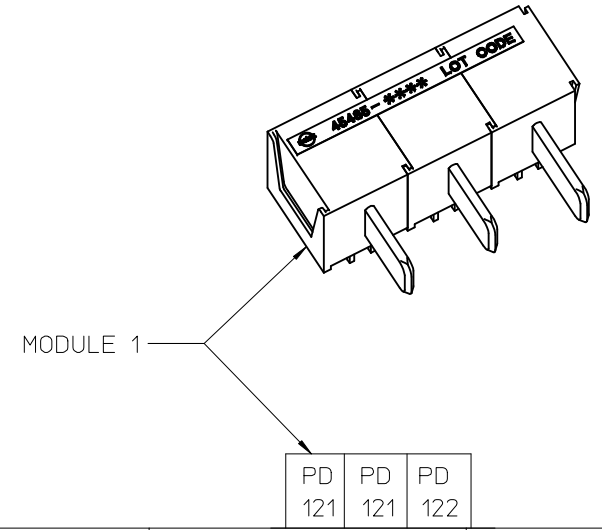 45485-**** LOT CODE
MODULE 1
PD PD PD
121 121 122